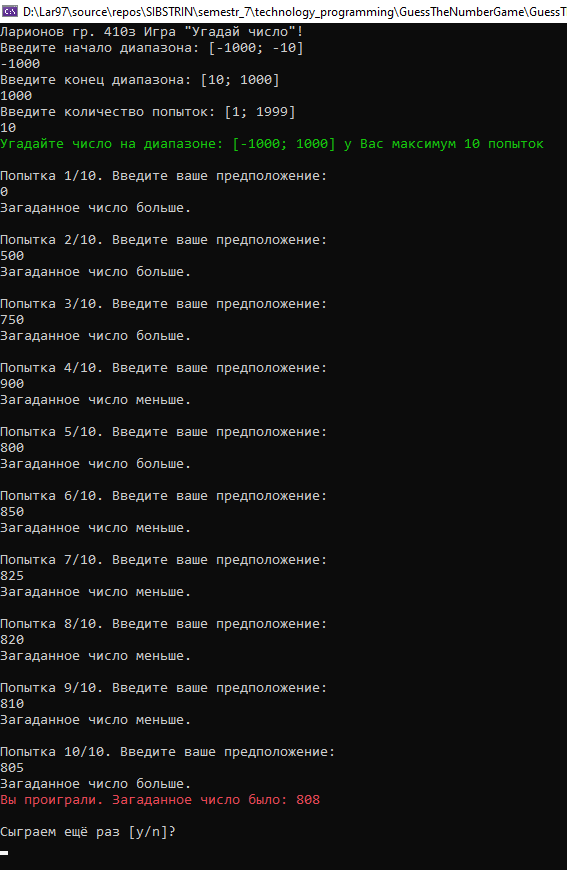 D:\Lar97\source\repos\SIBSTRIN\semestr_7\technology_programming\GuessTheNumberGame\GuessT
Ларионов гр. 410з Игра "Угадай число"!
Введите начало диапазона: [-1000; -10]
-1000
Введите конец диапазона: [10; 1000]
1000
Введите количество попыток: [1; 1999]
10
Угадайте число на диапазоне: [-1000; 1000] у Вас максимум 10 попыток
Попытка 1/10. Введите ваше предположение:
0
Загаданное число больше.
Попытка 2/10. Введите ваше предположение:
500
Загаданное число больше.
Попытка 3/10. Введите ваше предположение:
750
Загаданное число больше.
Попытка 4/10. Введите ваше предположение:
900
Загаданное число меньше.
Попытка 5/10. Введите ваше предположение:
800
Загаданное число больше.
Попытка 6/10. Введите ваше предположение:
850
Загаданное число меньше.
Попытка 7/10. Введите ваше предположение:
825
Загаданное число меньше.
Попытка 8/10. Введите ваше предположение:
820
Загаданное число меньше.
Попытка 9/10. Введите ваше предположение:
810
Загаданное число меньше.
Попытка 10/10. Введите ваше предположение:
805
Загаданное число больше.
Вы проиграли. Загаданное число было: 808
Сыграем ещё раз [y/n]?